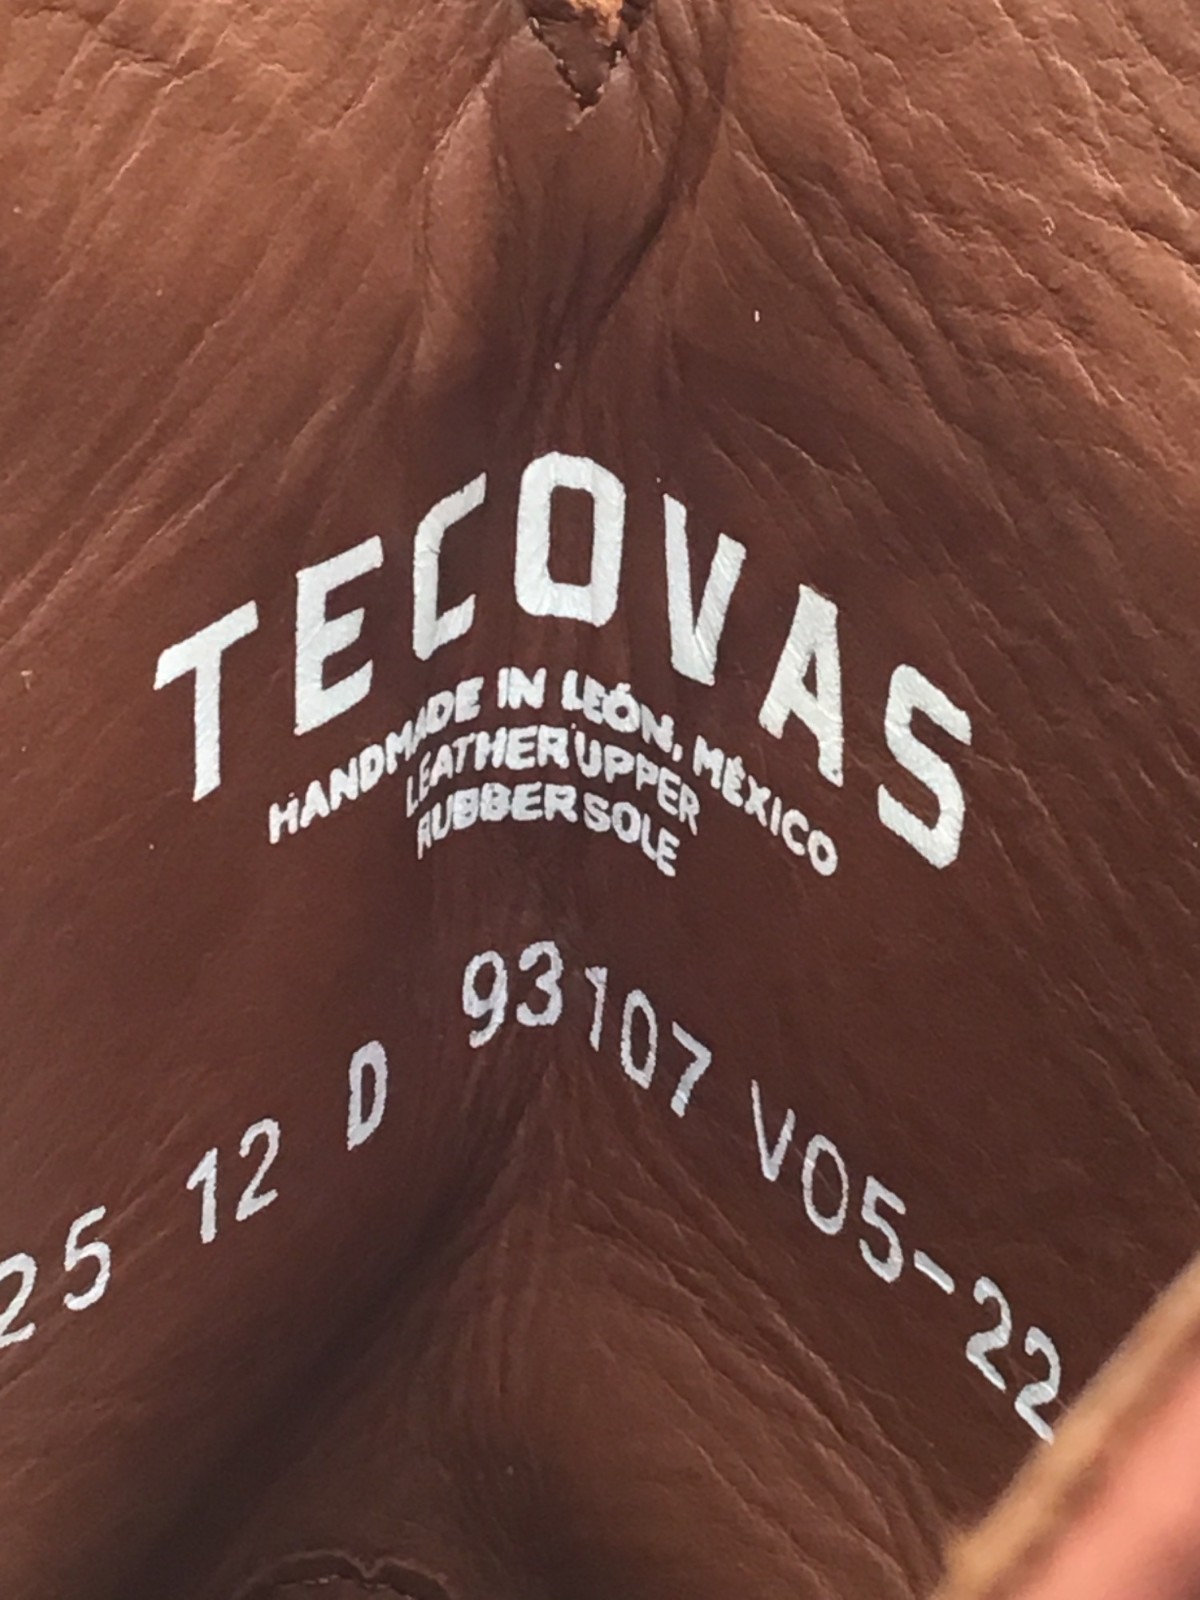 TECOVAS
HANDMADE IN LEÓN, MÉXICO
LEATHER UPPER
RUBBER SOLE
25 12 D 93107 V05-22